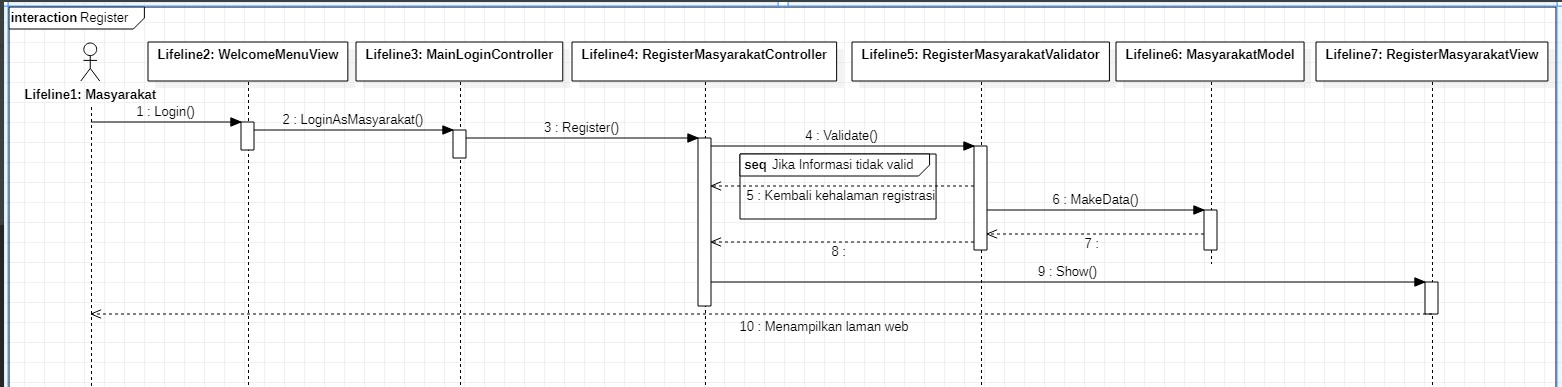 interaction Register
Lifeline2: WelcomeMenuView
Lifeline3: MainLoginController
Lifeline4: RegisterMasyarakatController
Lifeline5: RegisterMasyarakatValidator
Lifeline6: MasyarakatModel
Lifeline7: RegisterMasyarakatView
Lifeline1: Masyarakat
1 : Login()
2 : LoginAsMasyarakat()
3 : Register()
4 : Validate()
seq Jika Informasi tidak valid
5 : Kembali kehalaman registrasi
6 : MakeData()
7 :
8 :
9 : Show()
10 : Menampilkan laman web